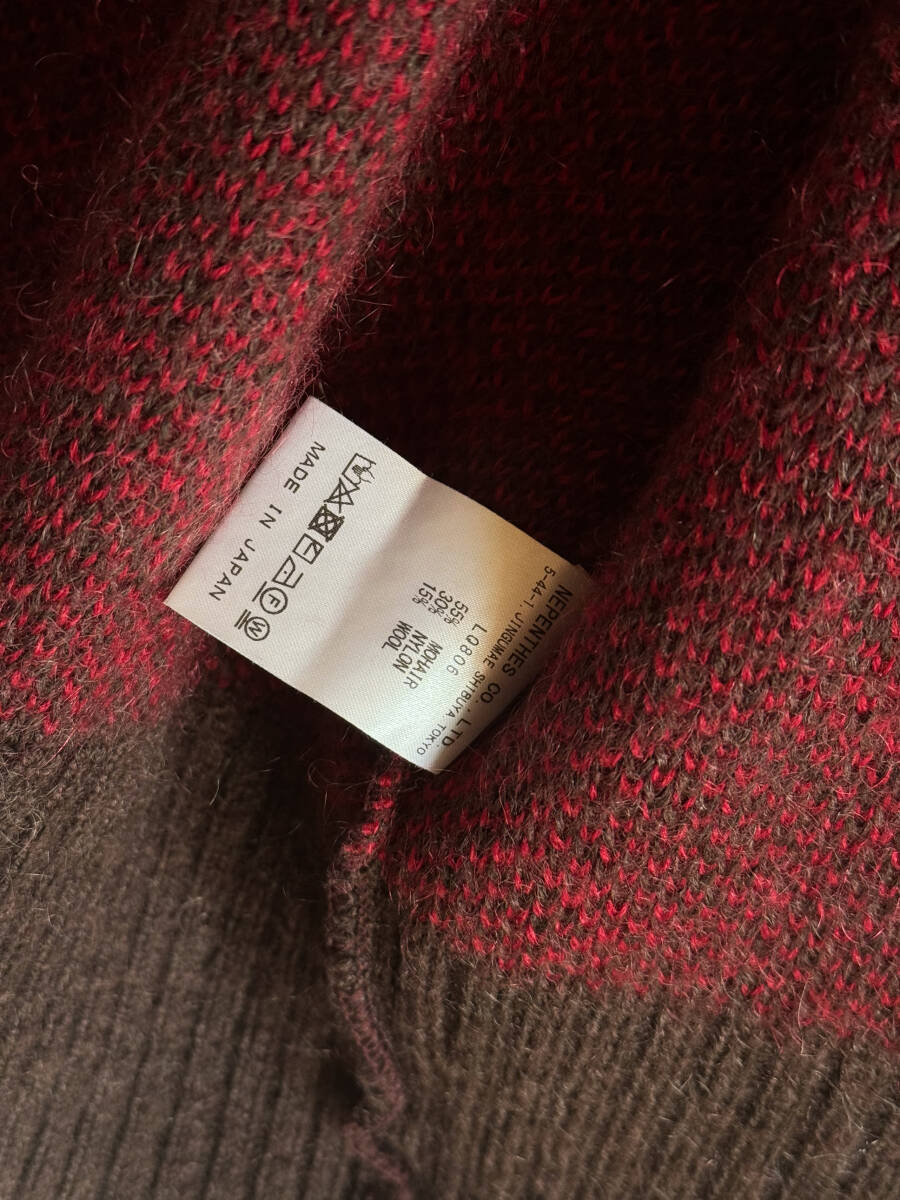 NEPENTHES CO. LTD
5-44-1, JINGUMAE SHIBUYA TOKYO
LQ806
55% MOHAIR
30% NYLON
15% WOOL
F W
MADE IN JAPAN